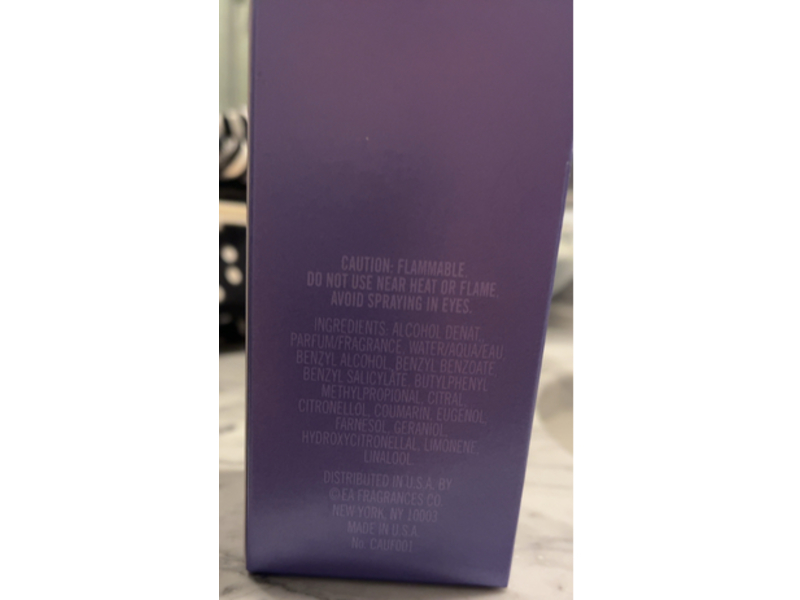 CAUTION: FLAMMABLE.
DO NOT USE NEAR HEAT OR FLAME.
AVOID SPRAYING IN EYES.
INGREDIENTS: ALCOHOL DENAT.,
PARFUM/FRAGRANCE, WATER/AQUA/EAU,
BENZYL ALCOHOL, BENZYL BENZOATE,
BENZYL SALICYLATE, BUTYLPHENYL
METHYLPROPIONAL, CITRAL,
CITRONELLOL, COUMARIN, EUGENOL,
FARNESOL, GERANIOL,
HYDROXYCITRONELLAL, LIMONENE,
LINALOOL.
DISTRIBUTED IN U.S.A. BY
© EA FRAGRANCES CO.
NEW YORK, NY 10003
MADE IN U.S.A.
No. CAUF001